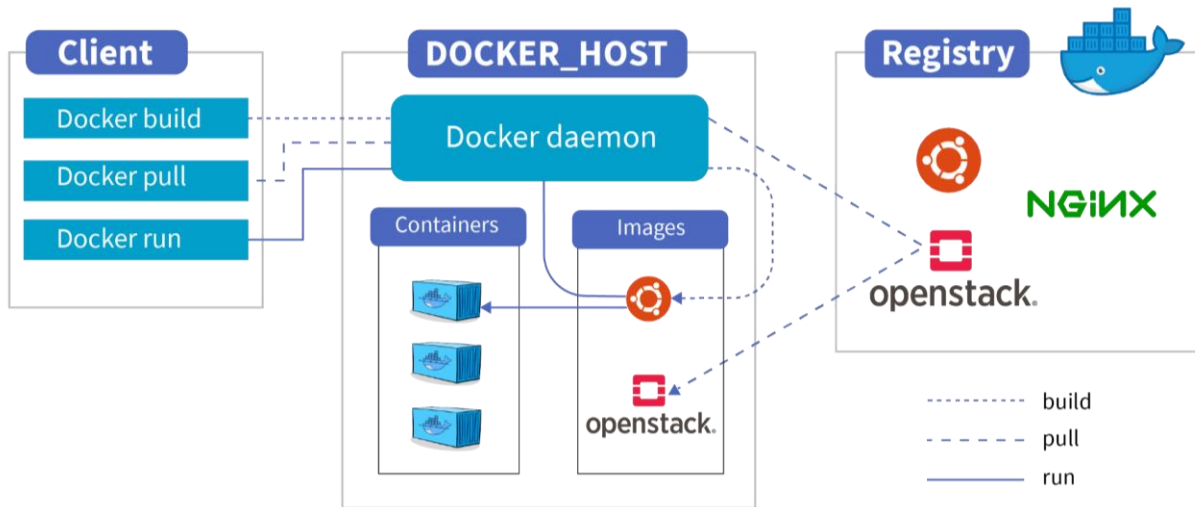 Client
Docker build
Docker pull
Docker run
DOCKER_HOST
Docker daemon
Containers
Images
openstack.
Registry
NGINX
openstack.
build
pull
run